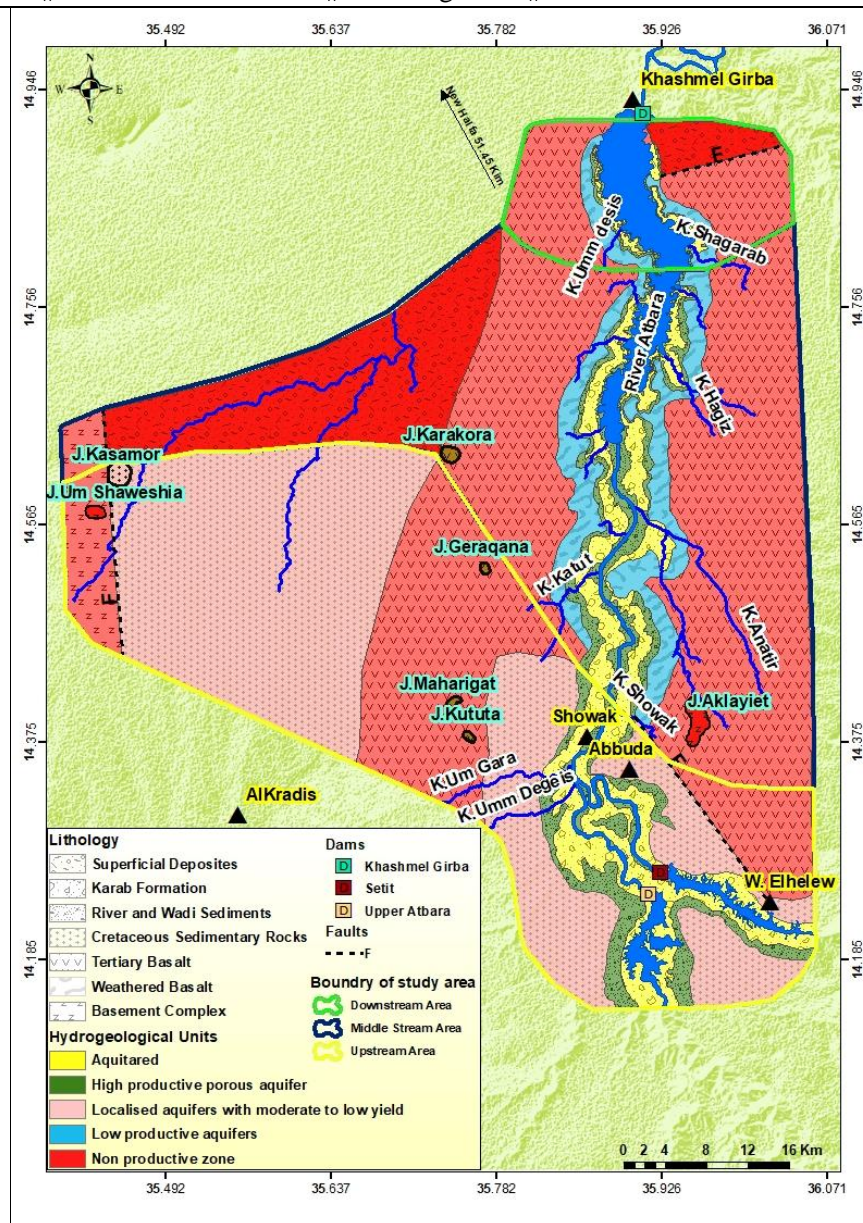 35.492 35.637 35.782 35.926 36.071
14.946
14.756
14.565
14.375
14.185
N
W E
S
New Halfa 51.45 Kim
Khashmel Girba
D
F
K.Umm desis
K.Shagarab
River Atbara
K.Hagiz
J.Karakora
J.Kasamor
J.Um Shaweshia
F
J.Geraqana
K.Katut
K.Anatir
J.Maharigat
J.Kututa
K.Showak
J.Aklayiet
Showak
Abbuda
F
K.Um Gara
K.Umm Degeis
AlKradis
D
D
W. Elhelew
Lithology
Superficial Deposites
Karab Formation
River and Wadi Sediments
Cretaceous Sedimentary Rocks
Tertiary Basalt
Weathered Basalt
Basement Complex
Hydrogeological Units
Aquitared
High productive porous aquifer
Localised aquifers with moderate to low yield
Low productive aquifers
Non productive zone
Dams
D Khashmel Girba
D Setit
D Upper Atbara
Faults
F
Boundry of study area
Downstream Area
Middle Stream Area
Upstream Area
0 2 4 8 12 16 Km
14.946
14.756
14.565
14.375
14.185
35.492 35.637 35.782 35.926 36.071